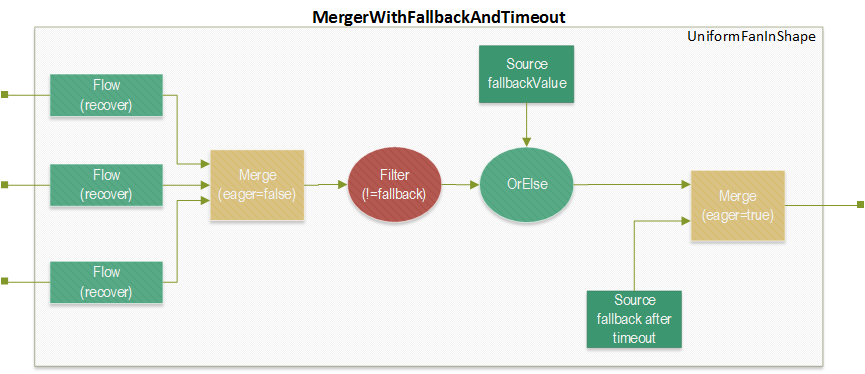 MergerWithFallbackAndTimeout
UniformFanInShape
Source
fallbackValue
Flow
(recover)
Flow
(recover)
Merge
(eager=false)
Filter
(!=fallback)
OrElse
Merge
(eager=true)
Flow
(recover)
Source
fallback after
timeout